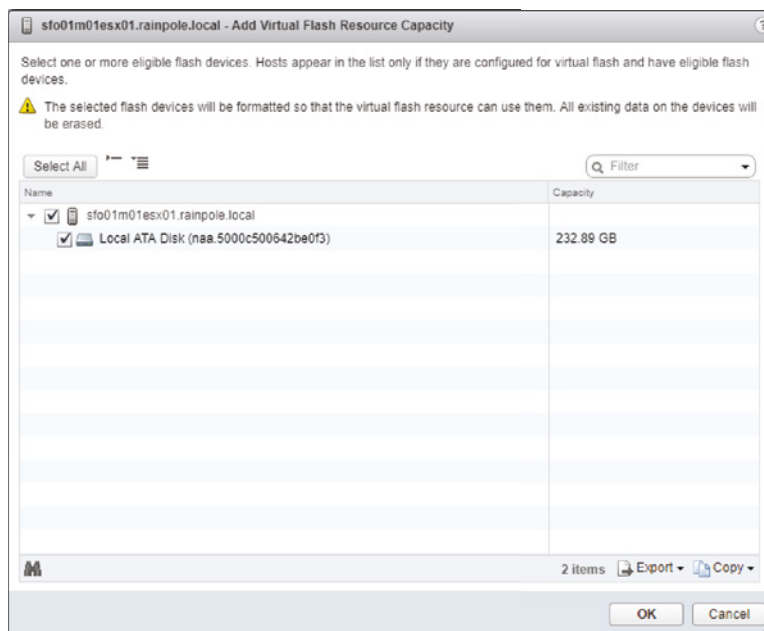 sfo01m01esx01.rainpole.local - Add Virtual Flash Resource Capacity
?
Select one or more eligible flash devices. Hosts appear in the list only if they are configured for virtual flash and have eligible flash
devices.
The selected flash devices will be formatted so that the virtual flash resource can use them. All existing data on the devices will
be erased.
Select All
Filter
Name Capacity
sfo01m01esx01.rainpole.local
Local ATA Disk (naa.5000c500642be0f3) 232.89 GB
2 items Export Copy
OK Cancel